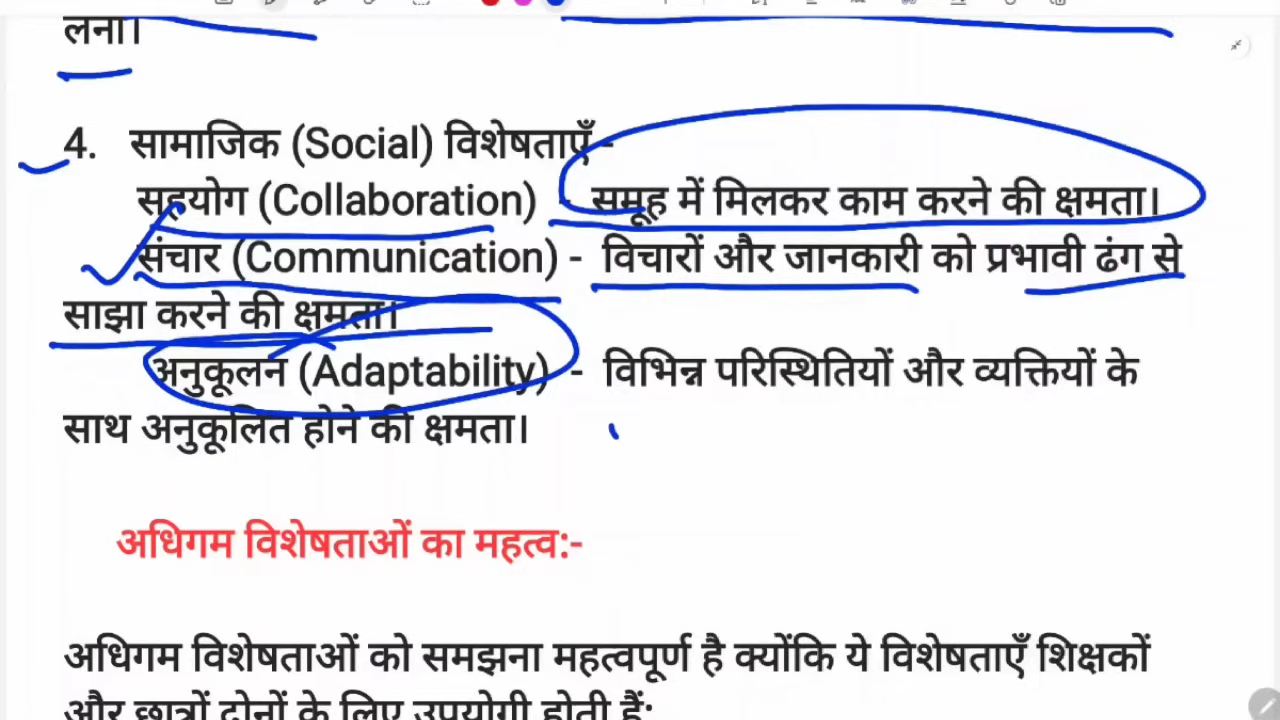 लना।
4. सामाजिक (Social) विशेषताएँ -
सहयोग (Collaboration) - समूह में मिलकर काम करने की क्षमता।
संचार (Communication) - विचारों और जानकारी को प्रभावी ढंग से
साझा करने की क्षमता।
अनुकूलन (Adaptability) - विभिन्न परिस्थितियों और व्यक्तियों के
साथ अनुकूलित होने की क्षमता।
अधिगम विशेषताओं का महत्व:-
अधिगम विशेषताओं को समझना महत्वपूर्ण है क्योंकि ये विशेषताएँ शिक्षकों
और छात्रों दोनों के लिए उपयोगी होती हैं: